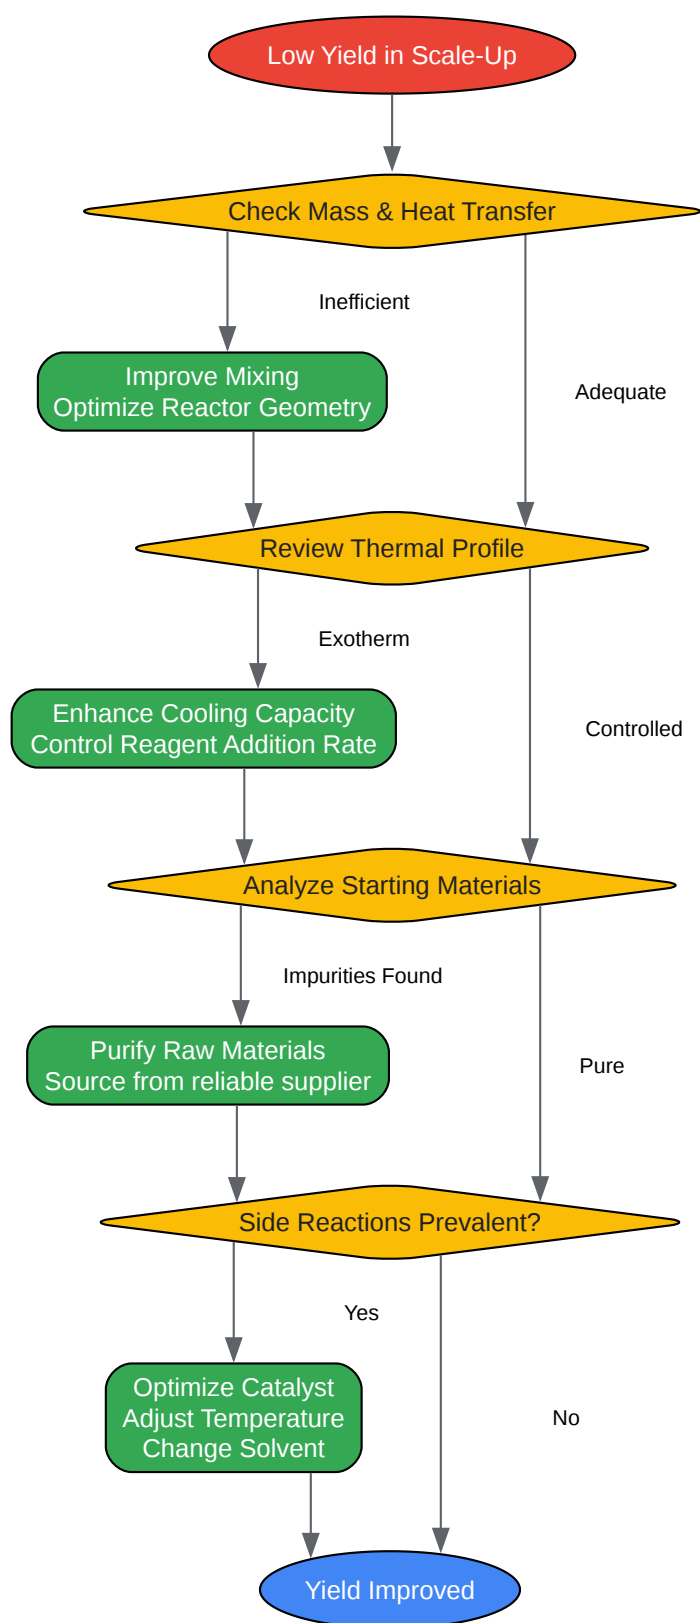 Low Yield in Scale-Up
Check Mass & Heat Transfer
Inefficient
Improve Mixing
Optimize Reactor Geometry
Adequate
Review Thermal Profile
Exotherm
Enhance Cooling Capacity
Control Reagent Addition Rate
Controlled
Analyze Starting Materials
Impurities Found
Purify Raw Materials
Source from reliable supplier
Pure
Side Reactions Prevalent?
Yes
Optimize Catalyst
Adjust Temperature
Change Solvent
No
Yield Improved